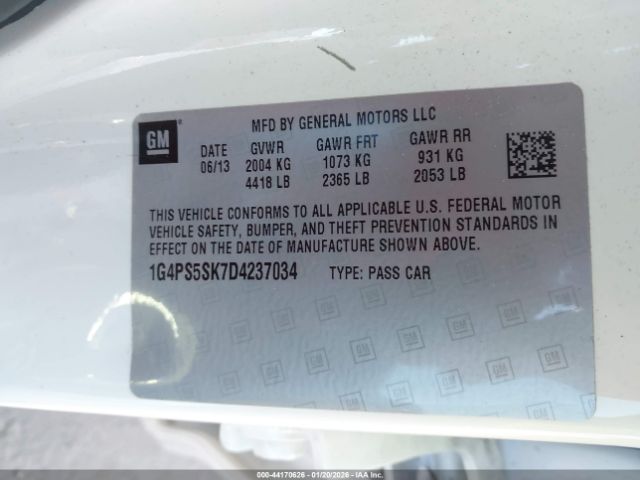 GM
MFD BY GENERAL MOTORS LLC
DATE GVWR GAWR FRT GAWR RR
06/13 2004 KG 1073 KG 931 KG
4418 LB 2365 LB 2053 LB
THIS VEHICLE CONFORMS TO ALL APPLICABLE U.S. FEDERAL MOTOR
VEHICLE SAFETY, BUMPER, AND THEFT PREVENTION STANDARDS IN
EFFECT ON THE DATE OF MANUFACTURE SHOWN ABOVE.
1G4PS5SK7D4237034 TYPE: PASS CAR
000-44170626 - 01/20/2026 - COPYRIGHT IAA, LLC.